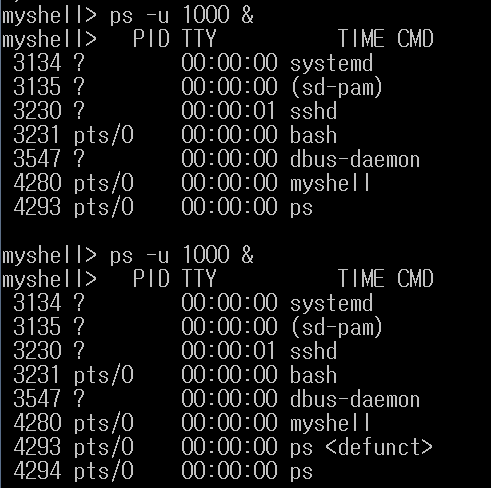 myshell> ps -u 1000 &
myshell>   PID TTY          TIME CMD
 3134 ?        00:00:00 systemd
 3135 ?        00:00:00 (sd-pam)
 3230 ?        00:00:01 sshd
 3231 pts/0    00:00:00 bash
 3547 ?        00:00:00 dbus-daemon
 4280 pts/0    00:00:00 myshell
 4293 pts/0    00:00:00 ps

myshell> ps -u 1000 &
myshell>   PID TTY          TIME CMD
 3134 ?        00:00:00 systemd
 3135 ?        00:00:00 (sd-pam)
 3230 ?        00:00:01 sshd
 3231 pts/0    00:00:00 bash
 3547 ?        00:00:00 dbus-daemon
 4280 pts/0    00:00:00 myshell
 4293 pts/0    00:00:00 ps <defunct>
 4294 pts/0    00:00:00 ps